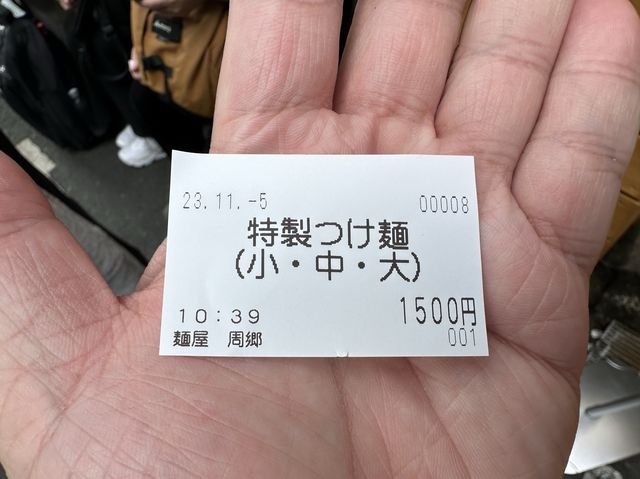 23.11.-5 00008
特製つけ麺
(小・中・大)
10:39 1500円
麺屋 周郷 001